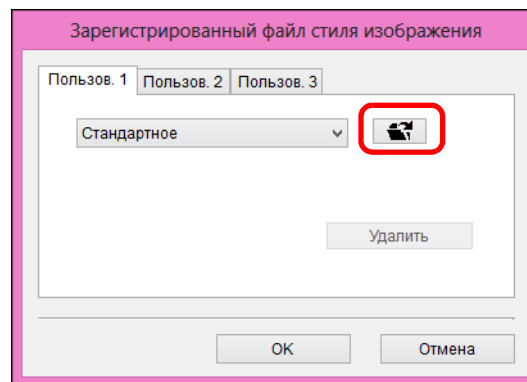 Зарегистрированный файл стиля изображения
Пользов. 1 Пользов. 2 Пользов. 3
Стандартное
Удалить
OK Отмена